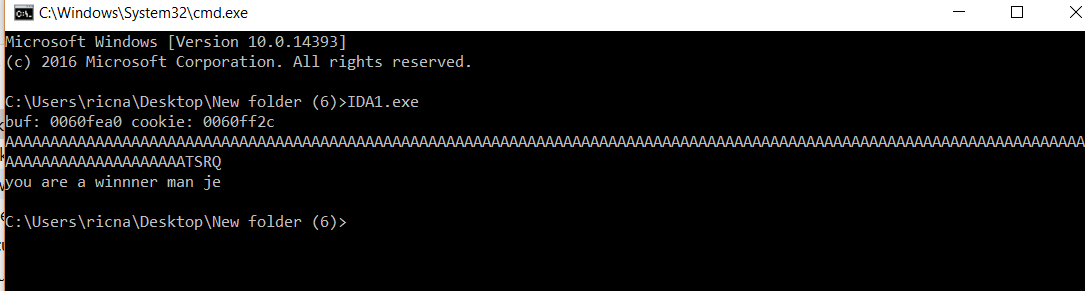 C:\Windows\System32\cmd.exe
Microsoft Windows [Version 10.0.14393]
(c) 2016 Microsoft Corporation. All rights reserved.
C:\Users\ricna\Desktop\New folder (6)>IDA1.exe
buf: 0060fea0 cookie: 0060ff2c
AAAAAAAAAAAAAAAAAAAAAAAAAAAAAAAAAAAAAAAAAAAAAAAAAAAAAAAAAAAAAAAAAAAAAAAAAAAAAAAAAAAAAAAAAAAAAAAAAAAAAAAAAAAAAAAAAAAAAAAA
AAAAAAAAAAAAAAAAAAAATSRQ
you are a winnner man je
C:\Users\ricna\Desktop\New folder (6)>